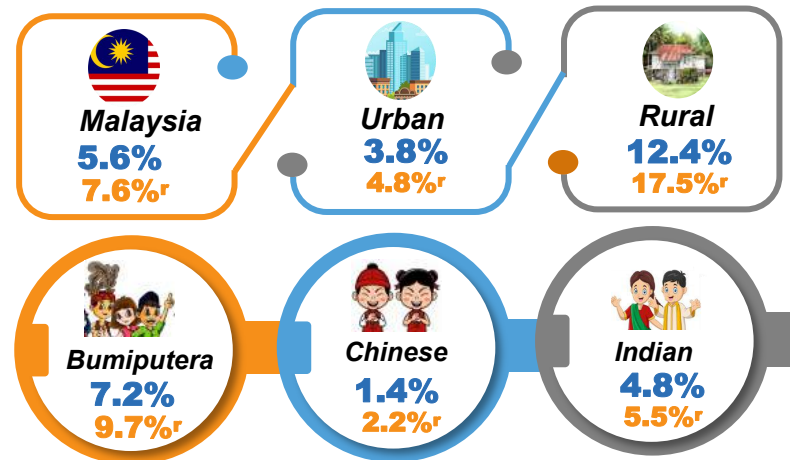 Malaysia
5.6%
7.6%r
Urban
3.8%
4.8%r
Rural
12.4%
17.5%r
Bumiputera
7.2%
9.7%r
Chinese
1.4%
2.2%r
Indian
4.8%
5.5%r